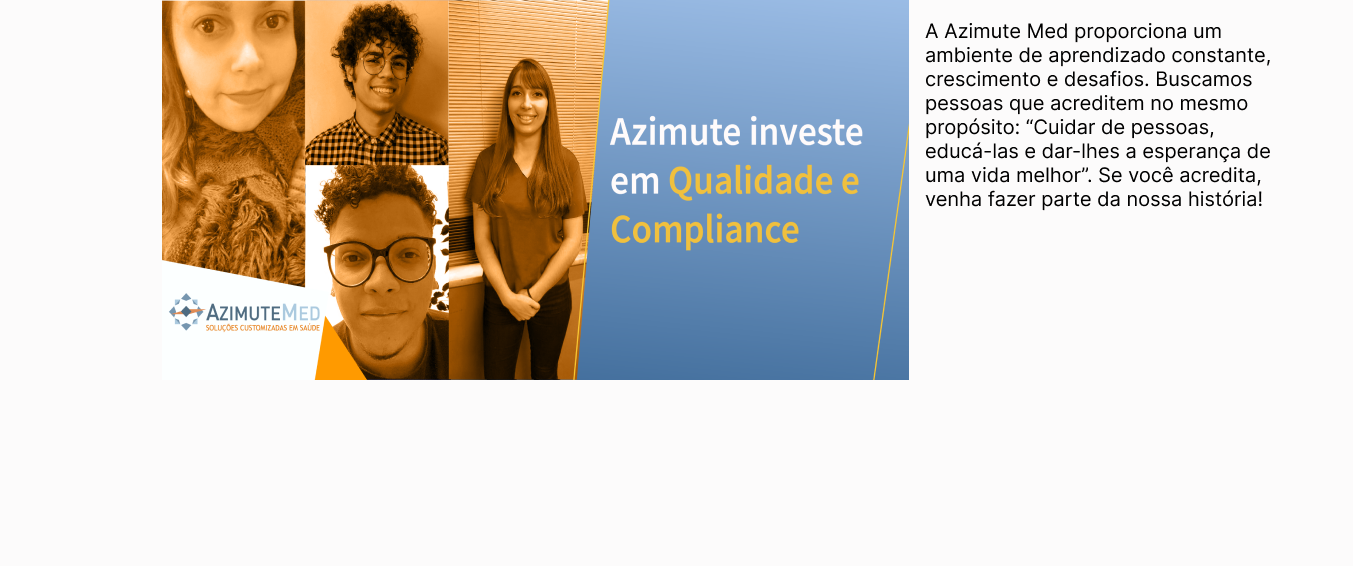 Azimute investe
em Qualidade e
Compliance
AZIMUTEMED
SOLUÇÕES CUSTOMIZADAS EM SAÚDE
A Azimute Med proporciona um
ambiente de aprendizado constante,
crescimento e desafios. Buscamos
pessoas que acreditem no mesmo
propósito: “Cuidar de pessoas,
educá-las e dar-lhes a esperança de
uma vida melhor”. Se você acredita,
venha fazer parte da nossa história!